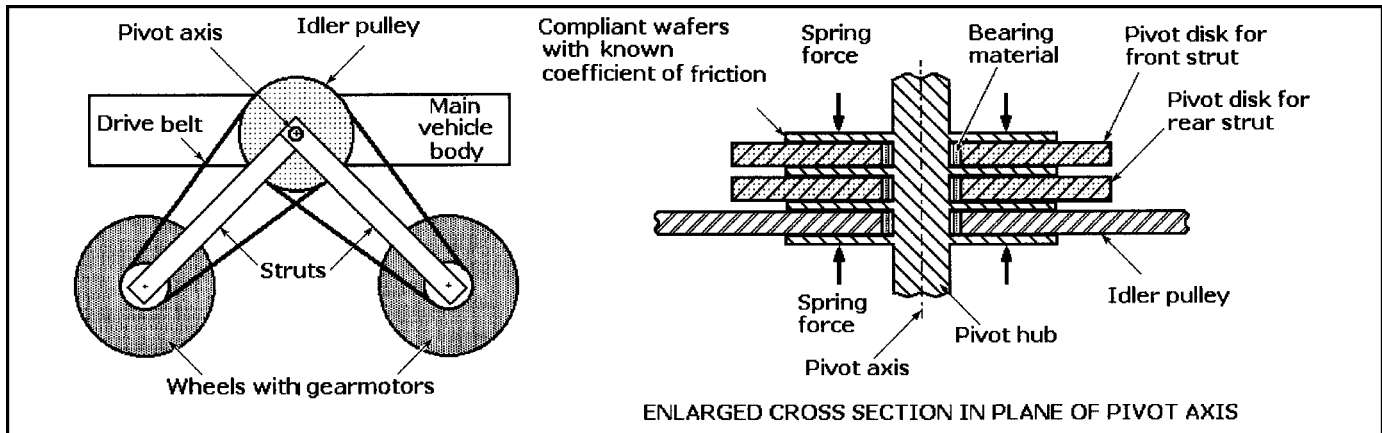 Pivot axis
Idler pulley
Drive belt
Main
vehicle
body
Struts
Wheels with gearmotors
Compliant wafers
with known
coefficient of friction
Spring
force
Bearing
material
Pivot disk for
front strut
Pivot disk for
rear strut
Spring
force
Idler pulley
Pivot hub
Pivot axis
ENLARGED CROSS SECTION IN PLANE OF PIVOT AXIS